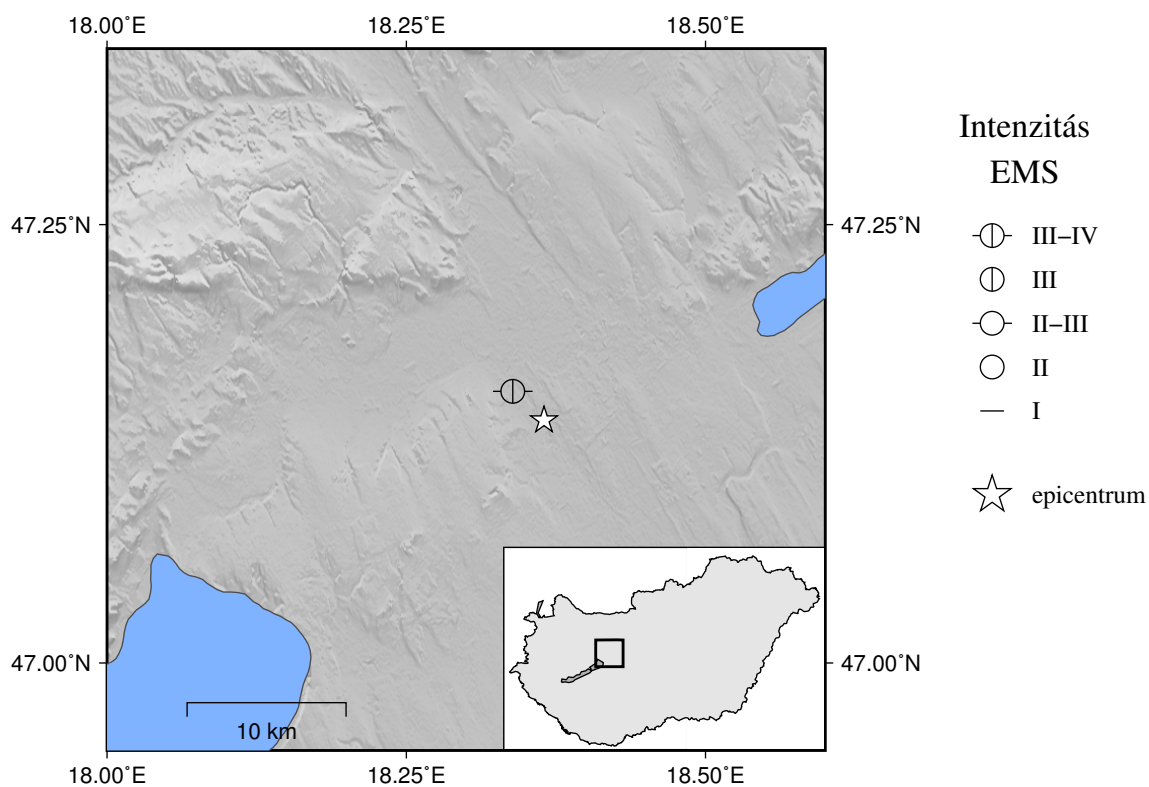 18.00˚E 18.25˚E 18.50˚E
Intenzitás
EMS
47.25˚N 47.25˚N
III−IV
III
II−III
II
I
epicentrum
47.00˚N 47.00˚N
10 km
18.00˚E 18.25˚E 18.50˚E